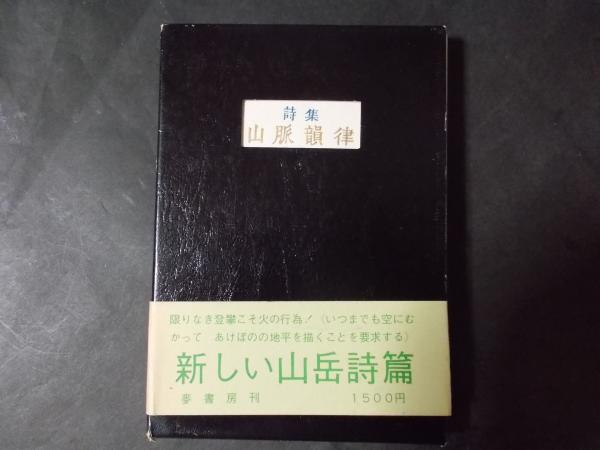 詩集
山脈韻律
限りなき登攀こそ火の行為!(いつまでも空にむ
かって あけぼのの地平を描くことを要求する)
新しい山岳詩篇
夢書房刊 1500円